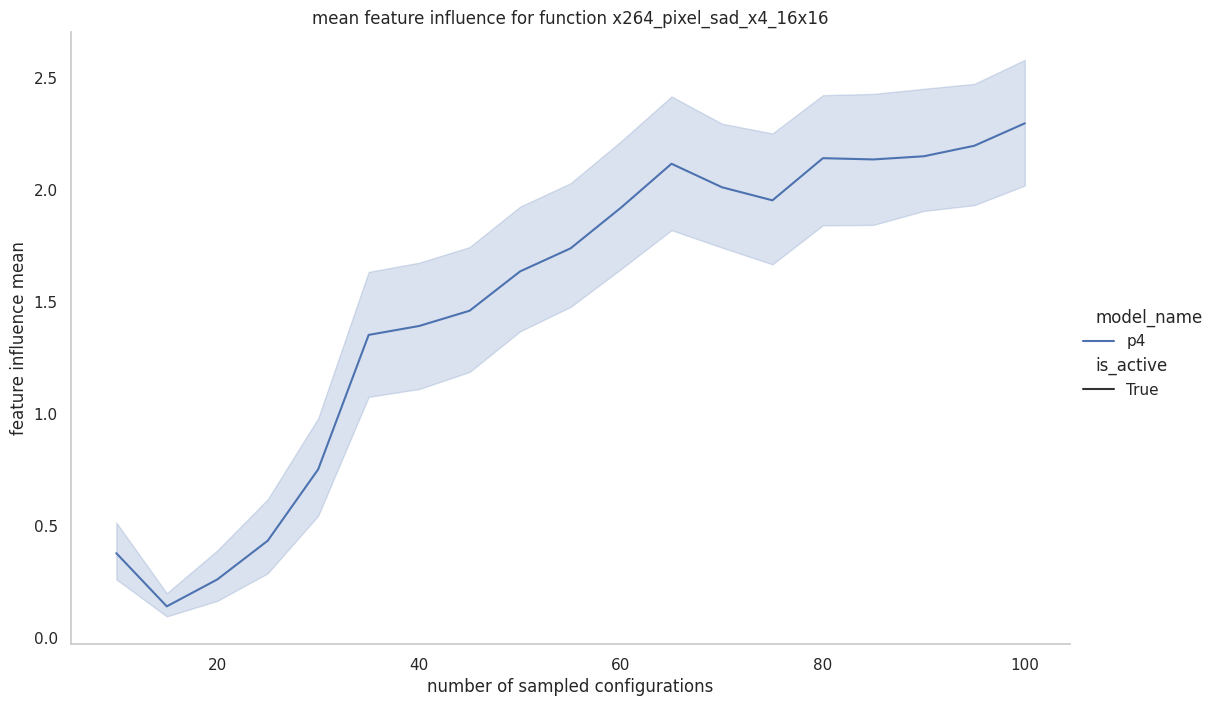 mean feature influence for function x264_pixel_sad_x4_16x16
2.5
2.0
1.5
1.0
0.5
0.0
feature influence mean
20 40 60 80 100
number of sampled configurations
model_name
p4
is_active
True